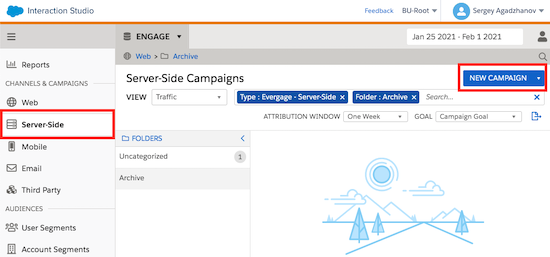 Interaction Studio
Feedback BU-Root Sergey Agadzhanov
ENGAGE
Jan 25 2021 - Feb 1 2021
Web > Archive
Reports
CHANNELS & CAMPAIGNS
Web
Server-Side
Mobile
Email
Third Party
AUDIENCES
User Segments
Account Segments
Server-Side Campaigns
NEW CAMPAIGN
VIEW Traffic Type : Evergage - Server-Side × Folder : Archive × Search...
ATTRIBUTION WINDOW One Week GOAL Campaign Goal
FOLDERS
Uncategorized 1
Archive